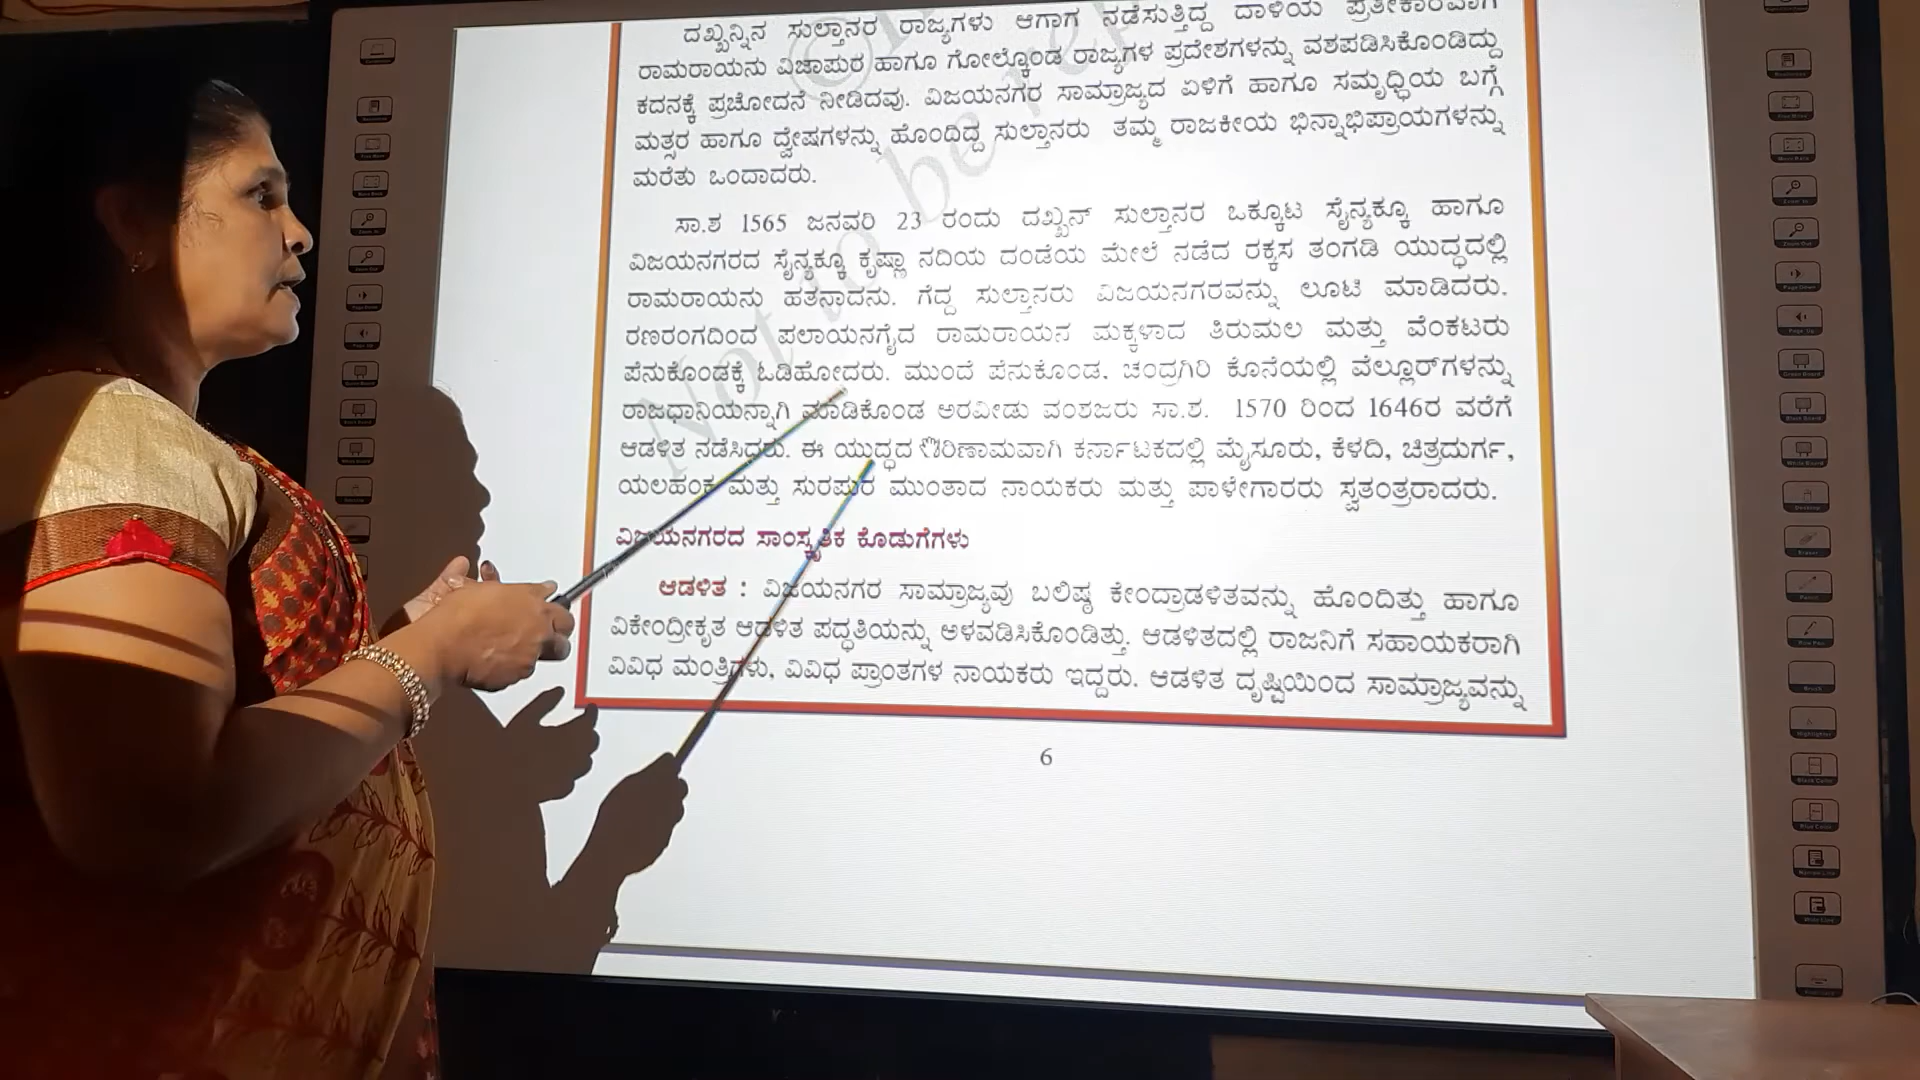 ದಖ್ಖನ್ನಿನ ಸುಲ್ತಾನರ ರಾಜ್ಯಗಳು ಆಗಾಗ ನಡೆಸುತ್ತಿದ್ದ ದಾಳಿಯ ಪ್ರತೀಕಾರವಾಗಿ
ರಾಮರಾಯನು ವಿಜಾಪುರ ಹಾಗೂ ಗೋಲ್ಕೊಂಡ ರಾಜ್ಯಗಳ ಪ್ರದೇಶಗಳನ್ನು ವಶಪಡಿಸಿಕೊಂಡಿದ್ದು
ಕದನಕ್ಕೆ ಪ್ರಚೋದನೆ ನೀಡಿದವು. ವಿಜಯನಗರ ಸಾಮ್ರಾಜ್ಯದ ಏಳಿಗೆ ಹಾಗೂ ಸಮೃದ್ಧಿಯ ಬಗ್ಗೆ
ಮತ್ಸರ ಹಾಗೂ ದ್ವೇಷಗಳನ್ನು ಹೊಂದಿದ್ದ ಸುಲ್ತಾನರು ತಮ್ಮ ರಾಜಕೀಯ ಭಿನ್ನಾಭಿಪ್ರಾಯಗಳನ್ನು
ಮರೆತು ಒಂದಾದರು.
ಸಾ.ಶ 1565 ಜನವರಿ 23 ರಂದು ದಖ್ಖನ್ ಸುಲ್ತಾನರ ಒಕ್ಕೂಟ ಸೈನ್ಯಕ್ಕೂ ಹಾಗೂ
ವಿಜಯನಗರದ ಸೈನ್ಯಕ್ಕೂ ಕೃಷ್ಣಾ ನದಿಯ ದಂಡೆಯ ಮೇಲೆ ನಡೆದ ರಕ್ಕಸ ತಂಗಡಿ ಯುದ್ಧದಲ್ಲಿ
ರಾಮರಾಯನು ಹತನಾದನು. ಗೆದ್ದ ಸುಲ್ತಾನರು ವಿಜಯನಗರವನ್ನು ಲೂಟಿ ಮಾಡಿದರು.
ರಣರಂಗದಿಂದ ಪಲಾಯನಗೈದ ರಾಮರಾಯನ ಮಕ್ಕಳಾದ ತಿರುಮಲ ಮತ್ತು ವೆಂಕಟರು
ಪೆನುಕೊಂಡಕ್ಕೆ ಓಡಿಹೋದರು. ಮುಂದೆ ಪೆನುಕೊಂಡ. ಚಂದ್ರಗಿರಿ ಕೊನೆಯಲ್ಲಿ ವೆಲ್ಲೂರ್‌ಗಳನ್ನು
ರಾಜಧಾನಿಯನ್ನಾಗಿ ಮಾಡಿಕೊಂಡ ಅರವೀಡು ವಂಶಜರು ಸಾ.ಶ. 1570 ರಿಂದ 1646ರ ವರೆಗೆ
ಆಡಳಿತ ನಡೆಸಿದ್ದರು. ಈ ಯುದ್ಧದ ಪರಿಣಾಮವಾಗಿ ಕರ್ನಾಟಕದಲ್ಲಿ ಮೈಸೂರು, ಕೆಳದಿ, ಚಿತ್ರದುರ್ಗ,
ಯಲಹಂಕ ಮತ್ತು ಸುರಪುರ ಮುಂತಾದ ನಾಯಕರು ಮತ್ತು ಪಾಳೇಗಾರರು ಸ್ವತಂತ್ರರಾದರು.
ವಿಜಯನಗರದ ಸಾಂಸ್ಕೃತಿಕ ಕೊಡುಗೆಗಳು
ಆಡಳಿತ : ವಿಜಯನಗರ ಸಾಮ್ರಾಜ್ಯವು ಬಲಿಷ್ಠ ಕೇಂದ್ರಾಡಳಿತವನ್ನು ಹೊಂದಿತ್ತು ಹಾಗೂ
ವಿಕೇಂದ್ರೀಕೃತ ಆಡಳಿತ ಪದ್ಧತಿಯನ್ನು ಅಳವಡಿಸಿಕೊಂಡಿತ್ತು. ಆಡಳಿತದಲ್ಲಿ ರಾಜನಿಗೆ ಸಹಾಯಕರಾಗಿ
ವಿವಿಧ ಮಂತ್ರಿಗಳು, ವಿವಿಧ ಪ್ರಾಂತಗಳ ನಾಯಕರು ಇದ್ದರು. ಆಡಳಿತ ದೃಷ್ಟಿಯಿಂದ ಸಾಮ್ರಾಜ್ಯವನ್ನು
6
Not to be rep